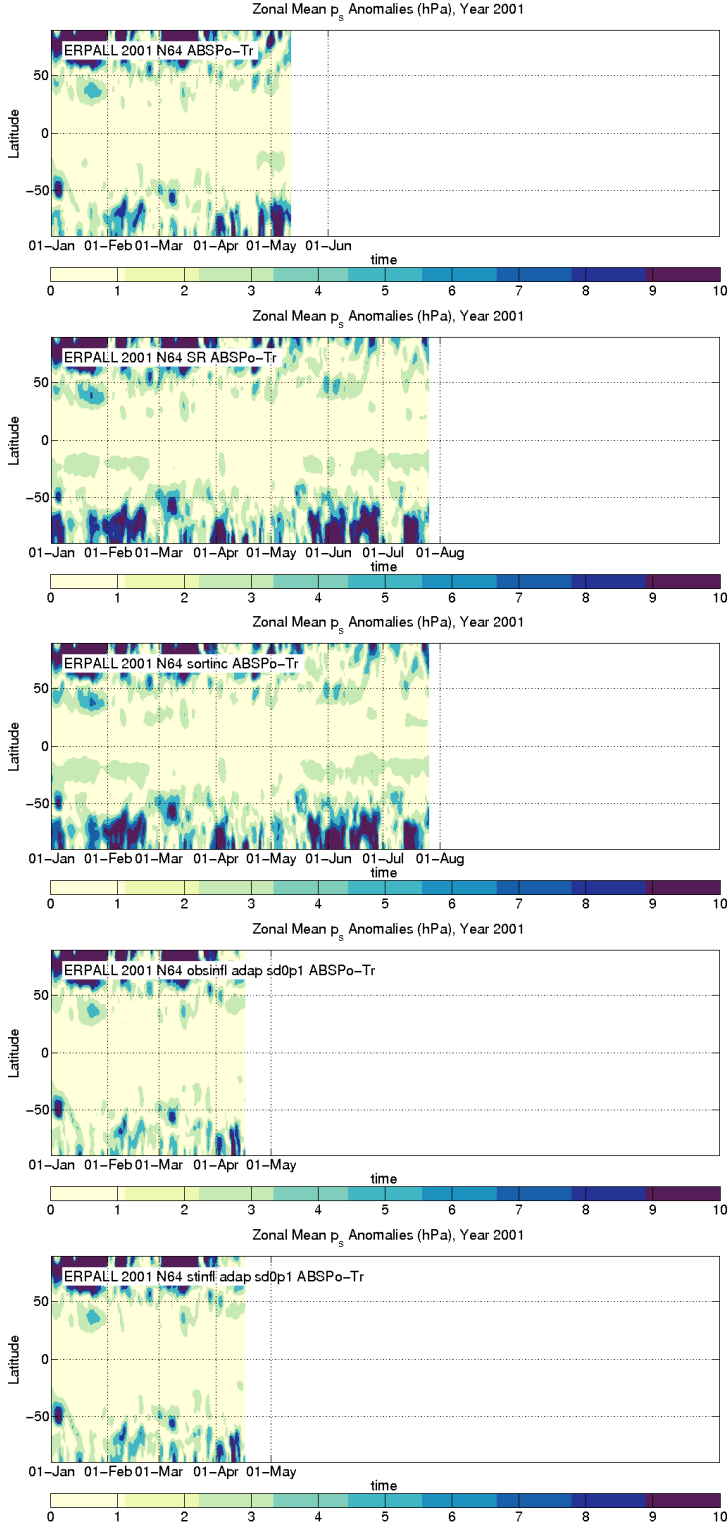 Zonal Mean ps Anomalies (hPa), Year 2001
ERPALL 2001 N64 ABSPo-Tr
50
0
-50
Latitude
01-Jan 01-Feb 01-Mar 01-Apr 01-May 01-Jun
time
0 1 2 3 4 5 6 7 8 9 10
Zonal Mean ps Anomalies (hPa), Year 2001
ERPALL 2001 N64 SR ABSPo-Tr
50
0
-50
Latitude
01-Jan 01-Feb 01-Mar 01-Apr 01-May 01-Jun 01-Jul 01-Aug
time
0 1 2 3 4 5 6 7 8 9 10
Zonal Mean ps Anomalies (hPa), Year 2001
ERPALL 2001 N64 sortinc ABSPo-Tr
50
0
-50
Latitude
01-Jan 01-Feb 01-Mar 01-Apr 01-May 01-Jun 01-Jul 01-Aug
time
0 1 2 3 4 5 6 7 8 9 10
Zonal Mean ps Anomalies (hPa), Year 2001
ERPALL 2001 N64 obsinfl adap sd0p1 ABSPo-Tr
50
0
-50
Latitude
01-Jan 01-Feb 01-Mar 01-Apr 01-May
time
0 1 2 3 4 5 6 7 8 9 10
Zonal Mean ps Anomalies (hPa), Year 2001
ERPALL 2001 N64 stinfl adap sd0p1 ABSPo-Tr
50
0
-50
Latitude
01-Jan 01-Feb 01-Mar 01-Apr 01-May
time
0 1 2 3 4 5 6 7 8 9 10